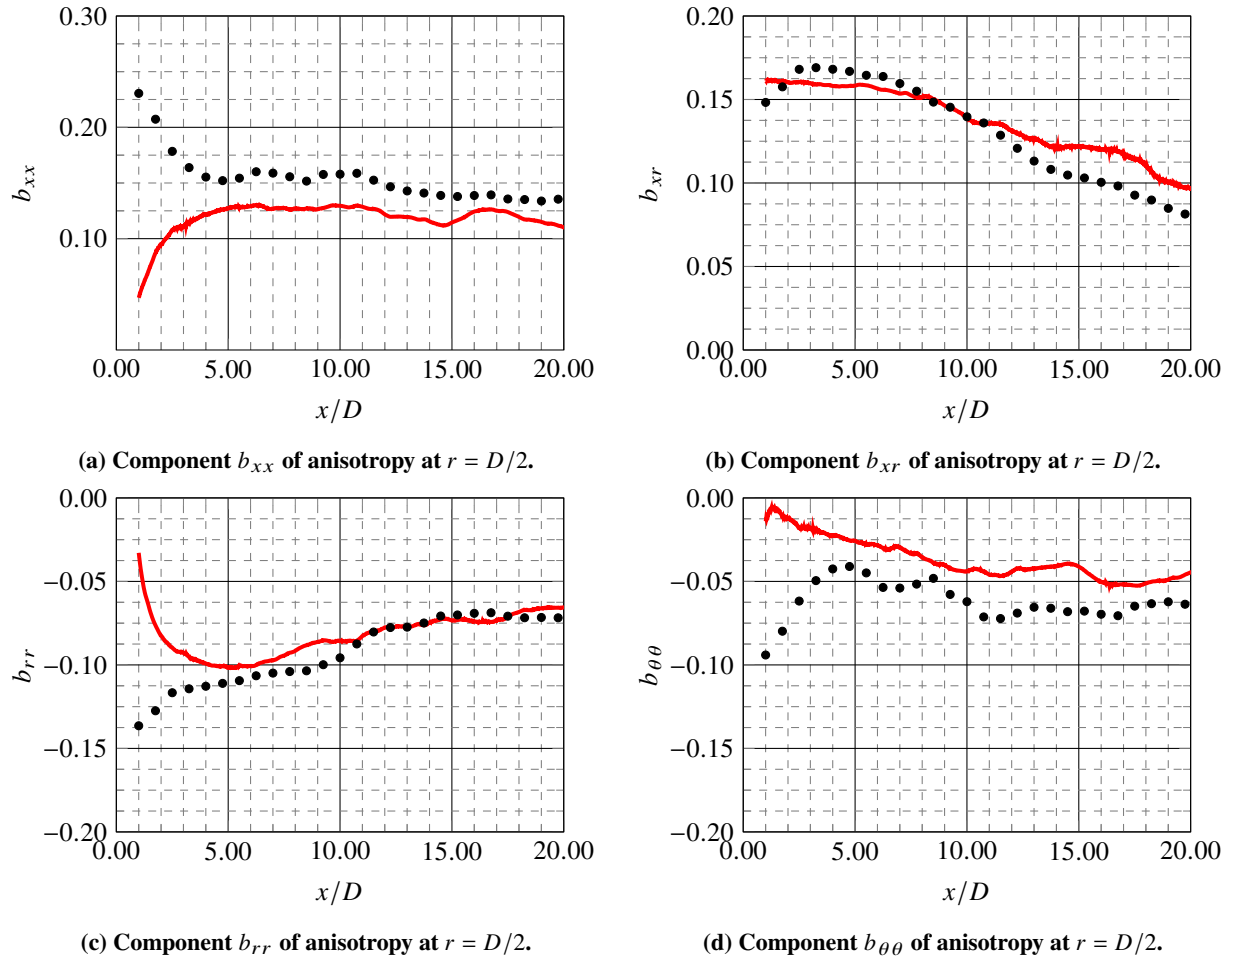 0.30
0.20
0.10
b_{xx}
0.00 5.00 10.00 15.00 20.00
x/D
(a) Component b_{xx} of anisotropy at r = D/2.
0.20
0.15
0.10
0.05
0.00
b_{xr}
0.00 5.00 10.00 15.00 20.00
x/D
(b) Component b_{xr} of anisotropy at r = D/2.
0.00
−0.05
−0.10
−0.15
−0.20
b_{rr}
0.00 5.00 10.00 15.00 20.00
x/D
(c) Component b_{rr} of anisotropy at r = D/2.
0.00
−0.05
−0.10
−0.15
−0.20
b_{θθ}
0.00 5.00 10.00 15.00 20.00
x/D
(d) Component b_{θθ} of anisotropy at r = D/2.